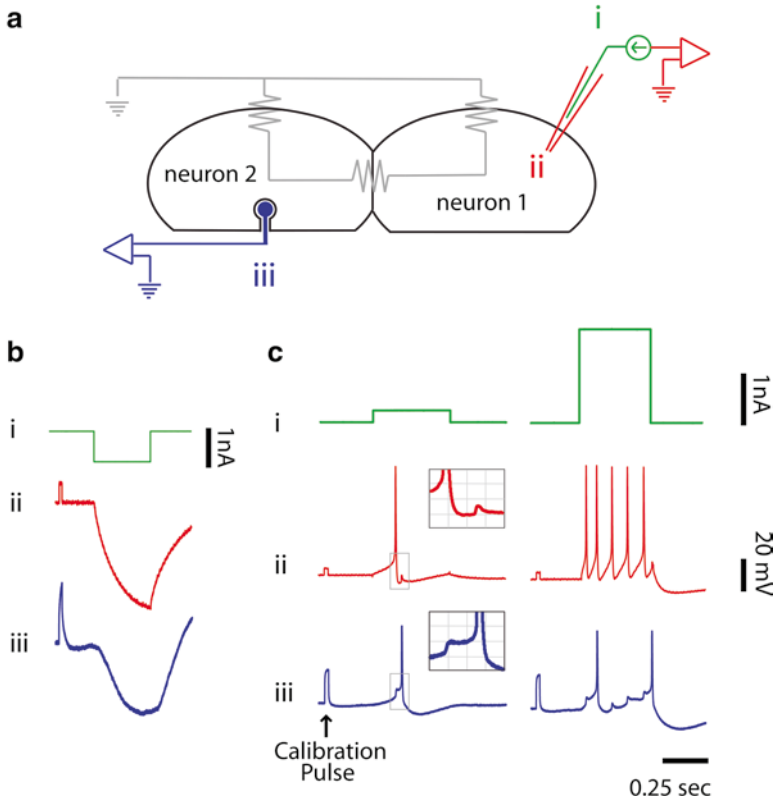 a
i
ii
neuron 2
neuron 1
iii
b
c
i
1nA
i
1nA
ii
ii
20 mV
iii
iii
Calibration
Pulse
0.25 sec